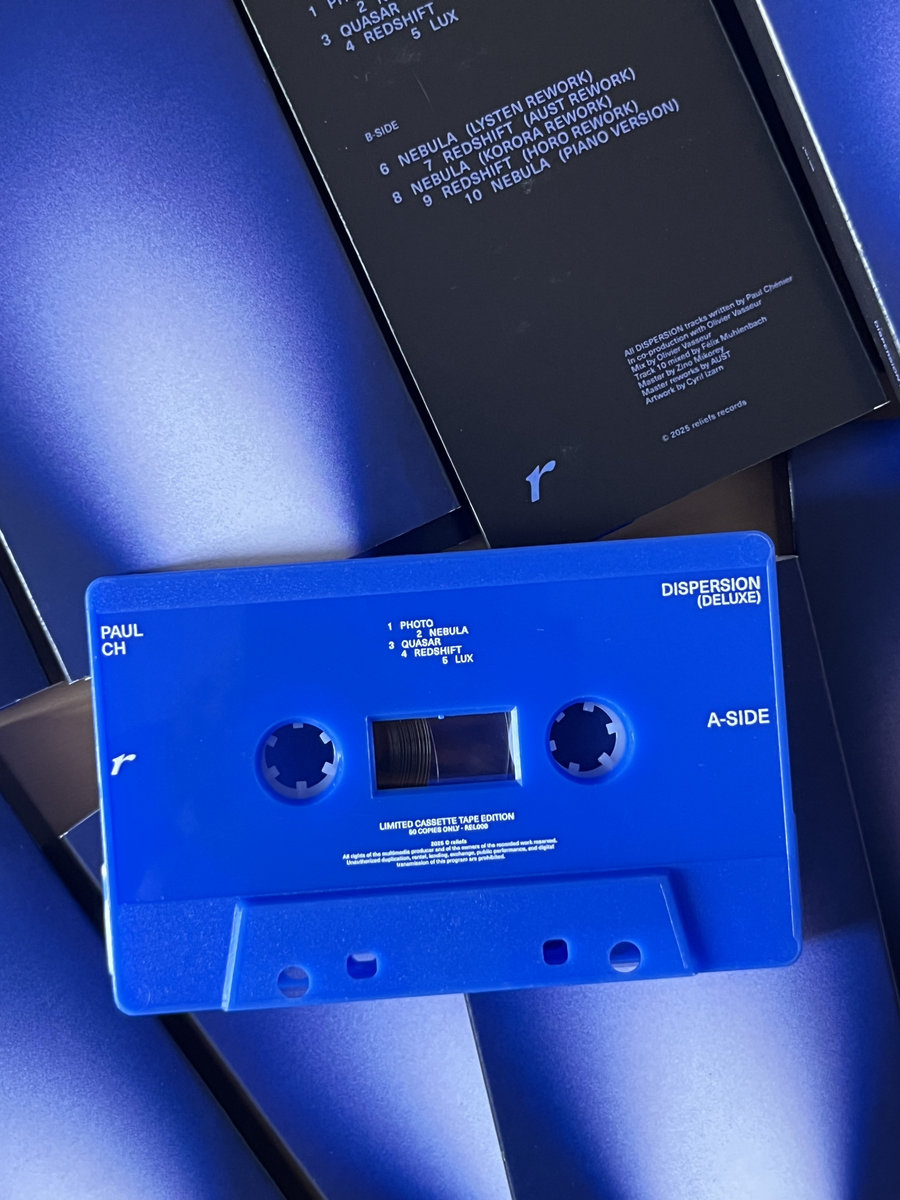 3 QUASAR
4 REDSHIFT
5 LUX
B-SIDE
6 NEBULA (LYSTEN REWORK)
7 REDSHIFT (AUST REWORK)
8 NEBULA (KORORA REWORK)
9 REDSHIFT (HORO REWORK)
10 NEBULA (PIANO VERSION)
All DISPERSION tracks written by Paul Chénier
In co-production with Olivier Vasseur
Mix by Olivier Vasseur
Track 10 mixed by Félix Muhlenbach
Master by Zino Mikorey
Master reworks by AUST
Artwork by Cyril Izarn
© 2025 reliefs records
r
DISPERSION
PAUL
CH
1 PHOTO
2 NEBULA
3 QUASAR
4 REDSHIFT
5 LUX
DISPERSION
(DELUXE)
A-SIDE
r
LIMITED CASSETTE TAPE EDITION
50 COPIES ONLY - REL009
2025 © reliefs
All rights of the multimedia producer and of the owners of the recorded work reserved.
Unauthorized duplication, rental, lending, exchange, public performance, and digital
transmission of this program are prohibited.